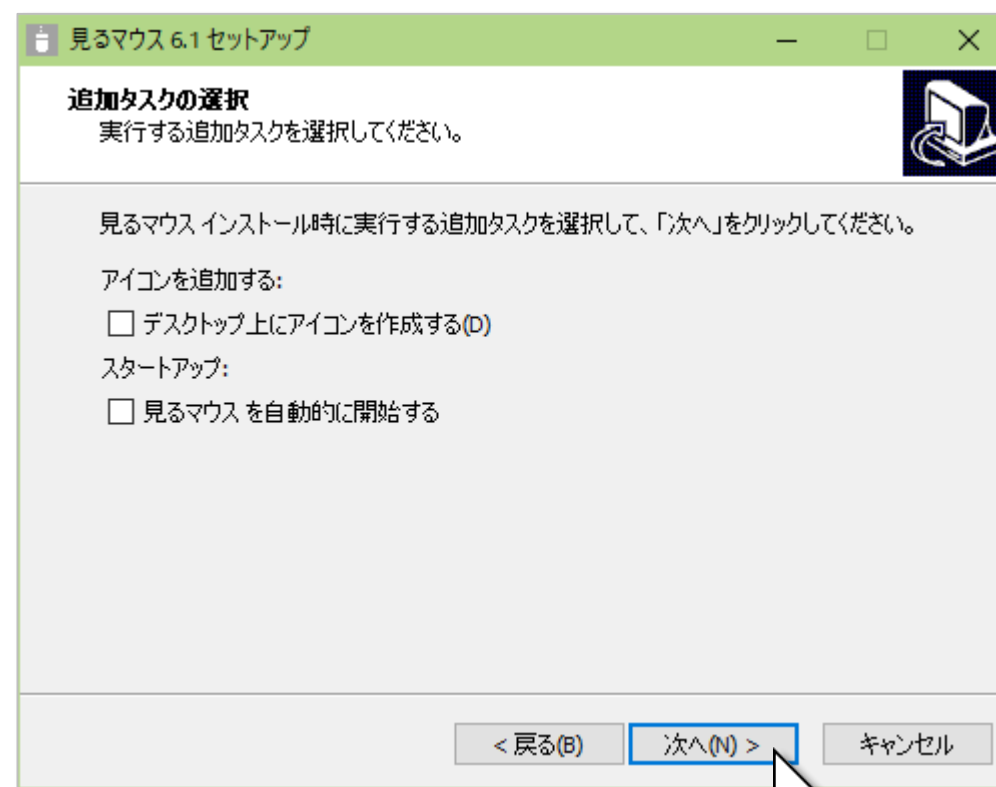 見るマウス 6.1 セットアップ
追加タスクの選択
実行する追加タスクを選択してください。
見るマウス インストール時に実行する追加タスクを選択して、「次へ」をクリックしてください。
アイコンを追加する:
デスクトップ上にアイコンを作成する(D)
スタートアップ:
見るマウス を自動的に開始する
< 戻る(B) 次へ(N) > キャンセル